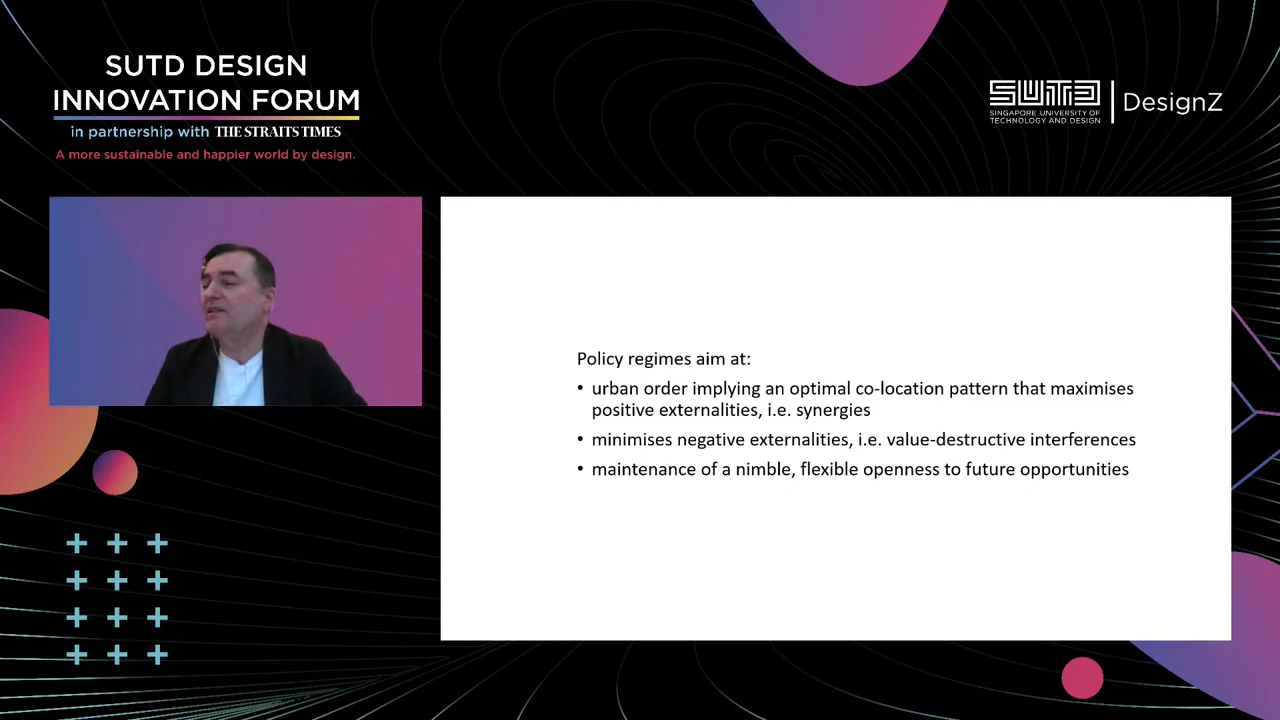 SUTD DESIGN
INNOVATION FORUM
in partnership with THE STRAITS TIMES
A more sustainable and happier world by design.
SUTD
SINGAPORE UNIVERSITY OF
TECHNOLOGY AND DESIGN
DesignZ
Policy regimes aim at:
• urban order implying an optimal co-location pattern that maximises
positive externalities, i.e. synergies
• minimises negative externalities, i.e. value-destructive interferences
• maintenance of a nimble, flexible openness to future opportunities